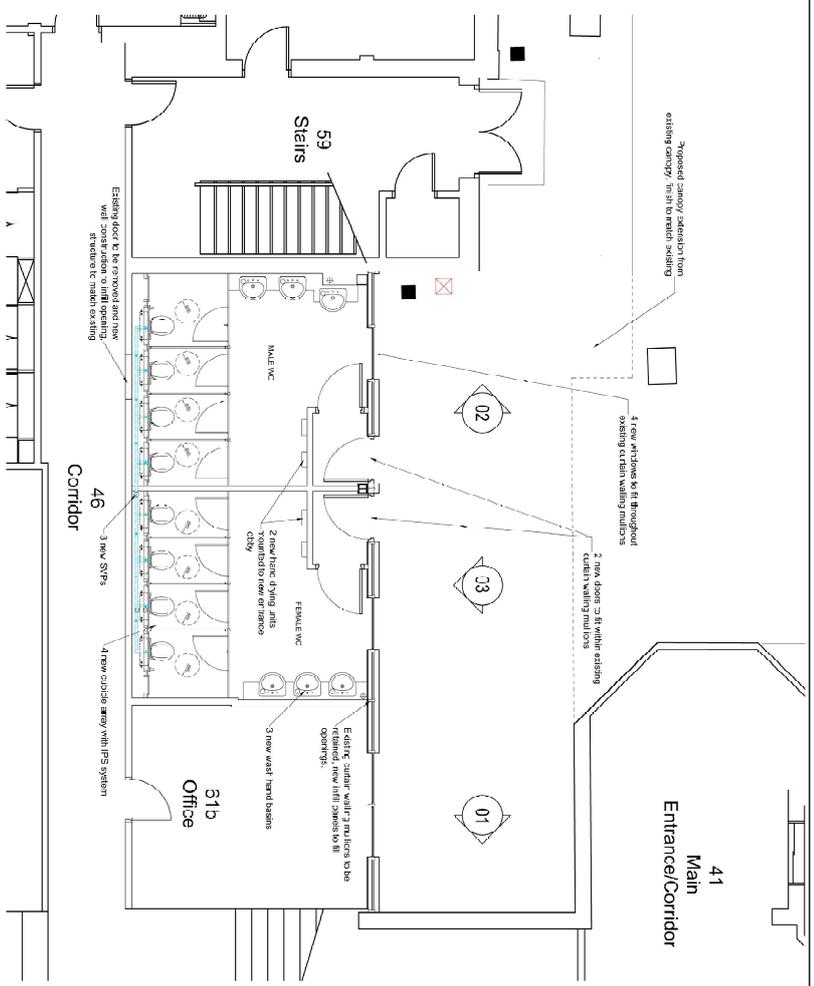 Proposed canopy extension from
existing canopy, finish to match existing
59
Stairs
Existing door to be removed and new
wall construction to infill opening,
structure to match existing
MALE WC
02
4 new windows to fit throughout
existing curtain walling mullions
46
Corridor
3 new SVPs
2 new hand drying units
mounted to new entrance
lobby
03
2 new doors to fit within existing
curtain walling mullions
FEMALE WC
4 new cubicle array with IPS system
3 new wash hand basins
Existing curtain walling mullions to be
retained, new infill panels to fill
openings.
61b
Office
01
41
Main
Entrance/Corridor